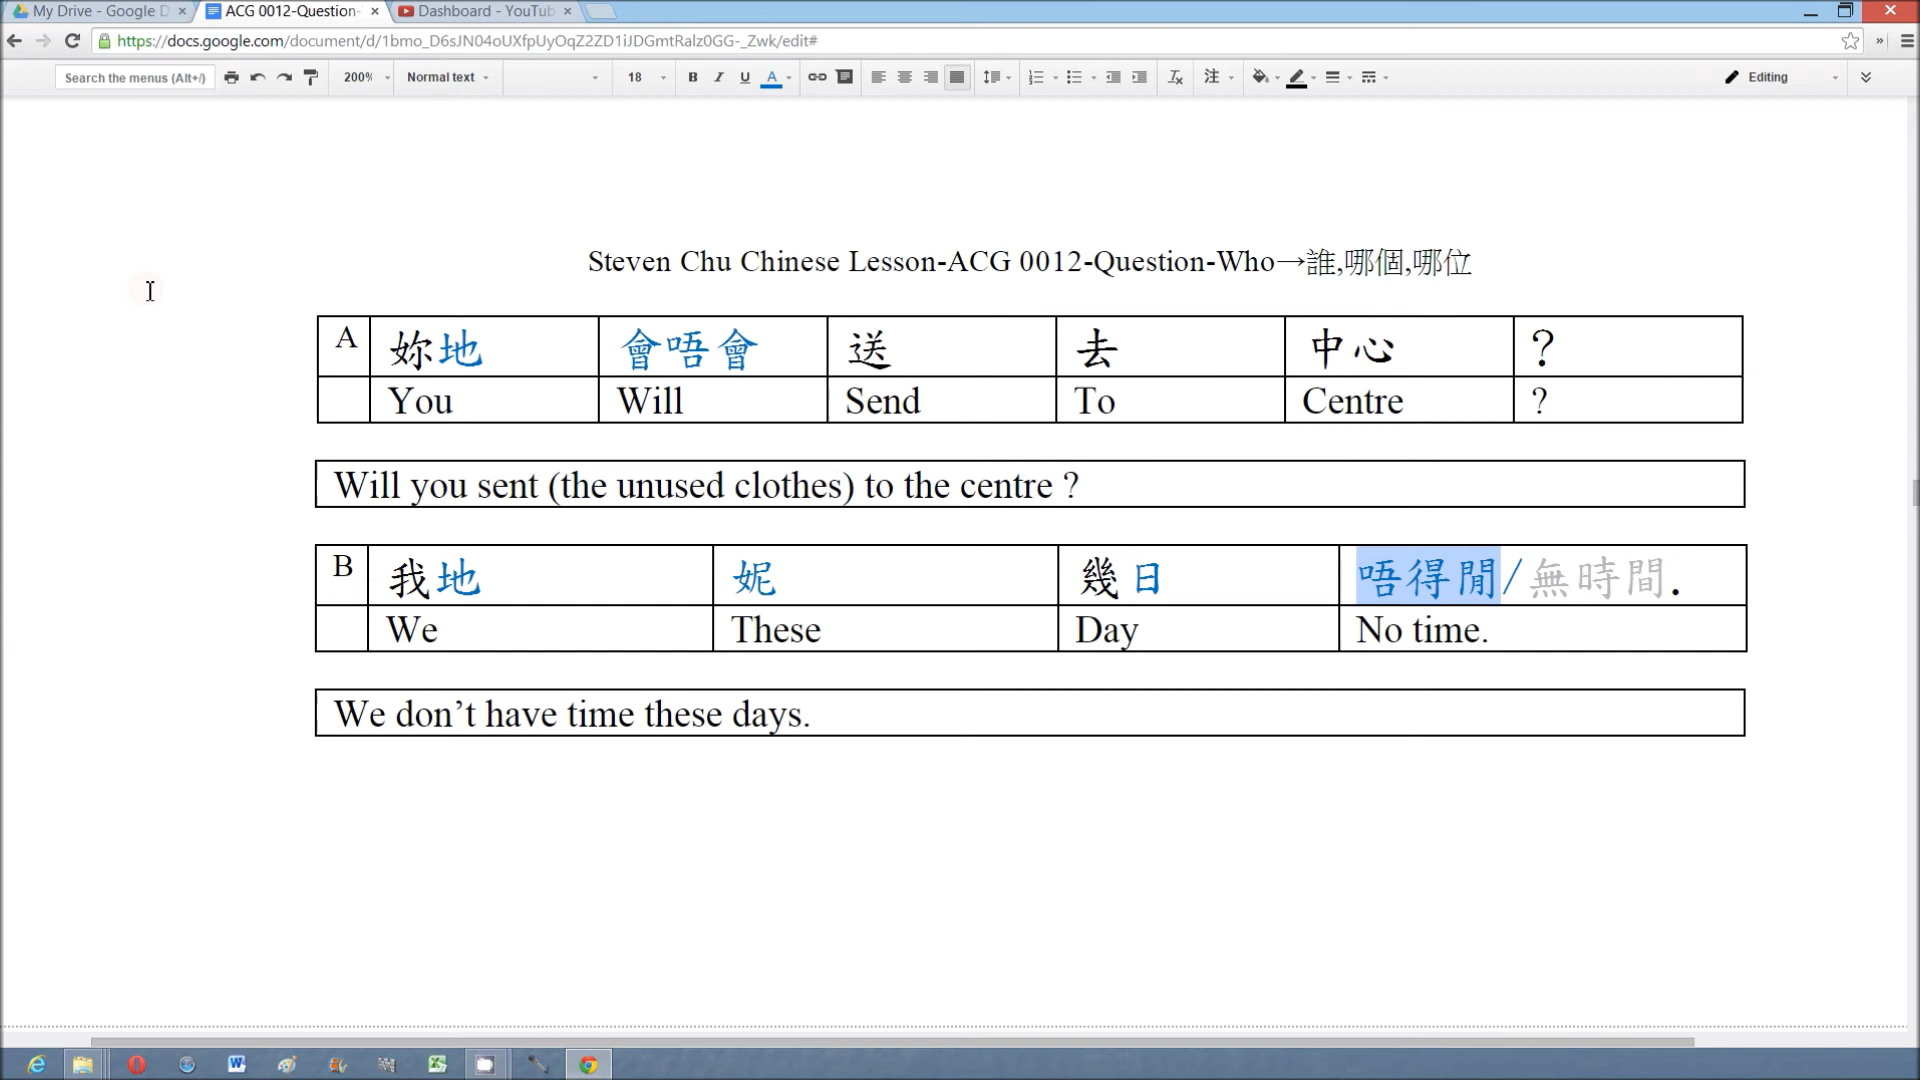 My Drive - Google D
ACG 0012-Question-
Dashboard - YouTub
https://docs.google.com/document/d/1bmo_D6sJN04oUXfpUyOqZ2ZD1iJDGmtRalz0GG-_Zwk/edit#
Search the menus (Alt+/) 200% Normal text 18 B I U A 注 Editing
Steven Chu Chinese Lesson-ACG 0012-Question-Who→誰,哪個,哪位
A 妳地 會唔會 送 去 中心 ?
You Will Send To Centre ?
Will you sent (the unused clothes) to the centre ?
B 我地 妮 幾日 唔得閒/無時間.
We These Day No time.
We don't have time these days.